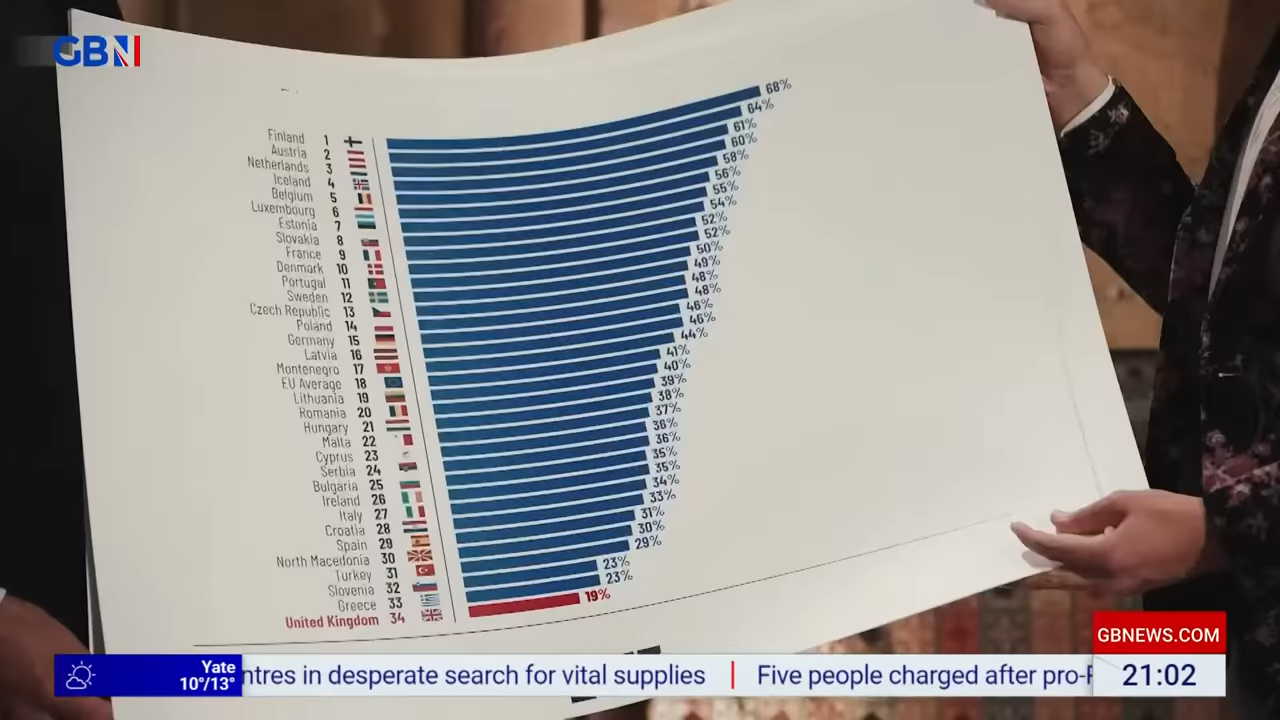 GBN
Finland 1 68%
Austria 2 64%
Netherlands 3 61%
Iceland 4 60%
Belgium 5 58%
Luxembourg 6 56%
Estonia 7 55%
Slovakia 8 54%
France 9 52%
Denmark 10 52%
Portugal 11 50%
Sweden 12 49%
Czech Republic 13 48%
Poland 14 48%
Germany 15 46%
Latvia 16 46%
Montenegro 17 44%
EU Average 18 41%
Lithuania 19 40%
Romania 20 39%
Hungary 21 38%
Malta 22 37%
Cyprus 23 36%
Serbia 24 36%
Bulgaria 25 35%
Ireland 26 35%
Italy 27 34%
Croatia 28 33%
Spain 29 31%
North Macedonia 30 30%
Turkey 31 29%
Slovenia 32 23%
Greece 33 23%
United Kingdom 34 19%
GBNEWS.COM
Yate
10°/13°
ntres in desperate search for vital supplies | Five people charged after pro-
21:02